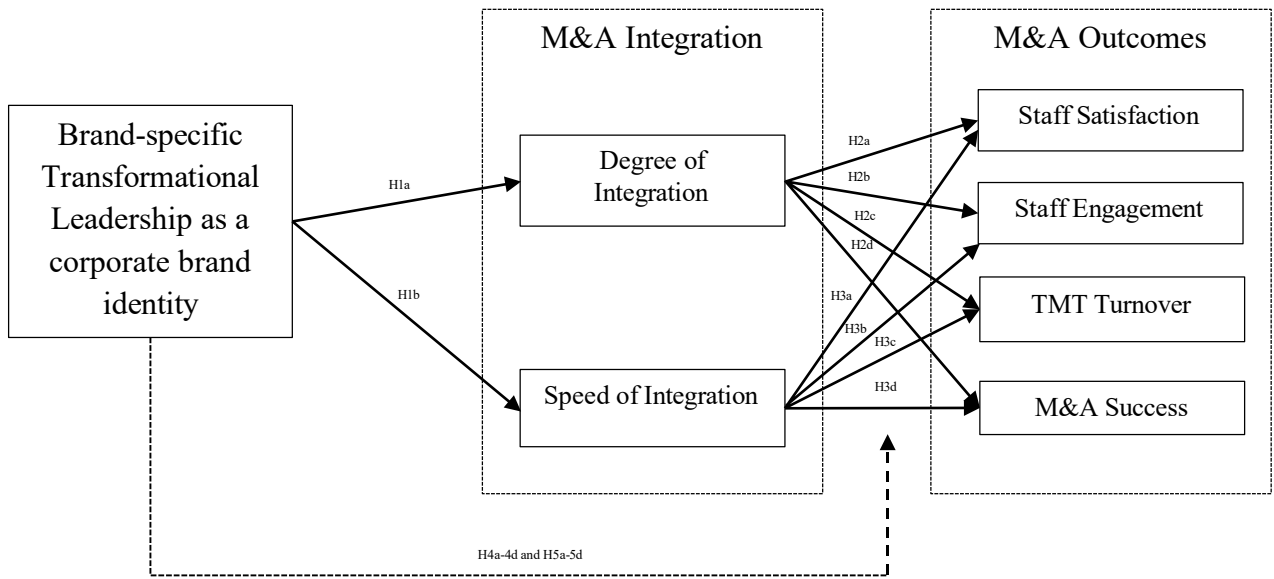 M&A Integration
M&A Outcomes
Brand-specific
Transformational
Leadership as a
corporate brand
identity
H1a
H1b
Degree of
Integration
Speed of Integration
H2a
H2b
H2c
H2d
H3a
H3b
H3c
H3d
Staff Satisfaction
Staff Engagement
TMT Turnover
M&A Success
H4a-4d and H5a-5d